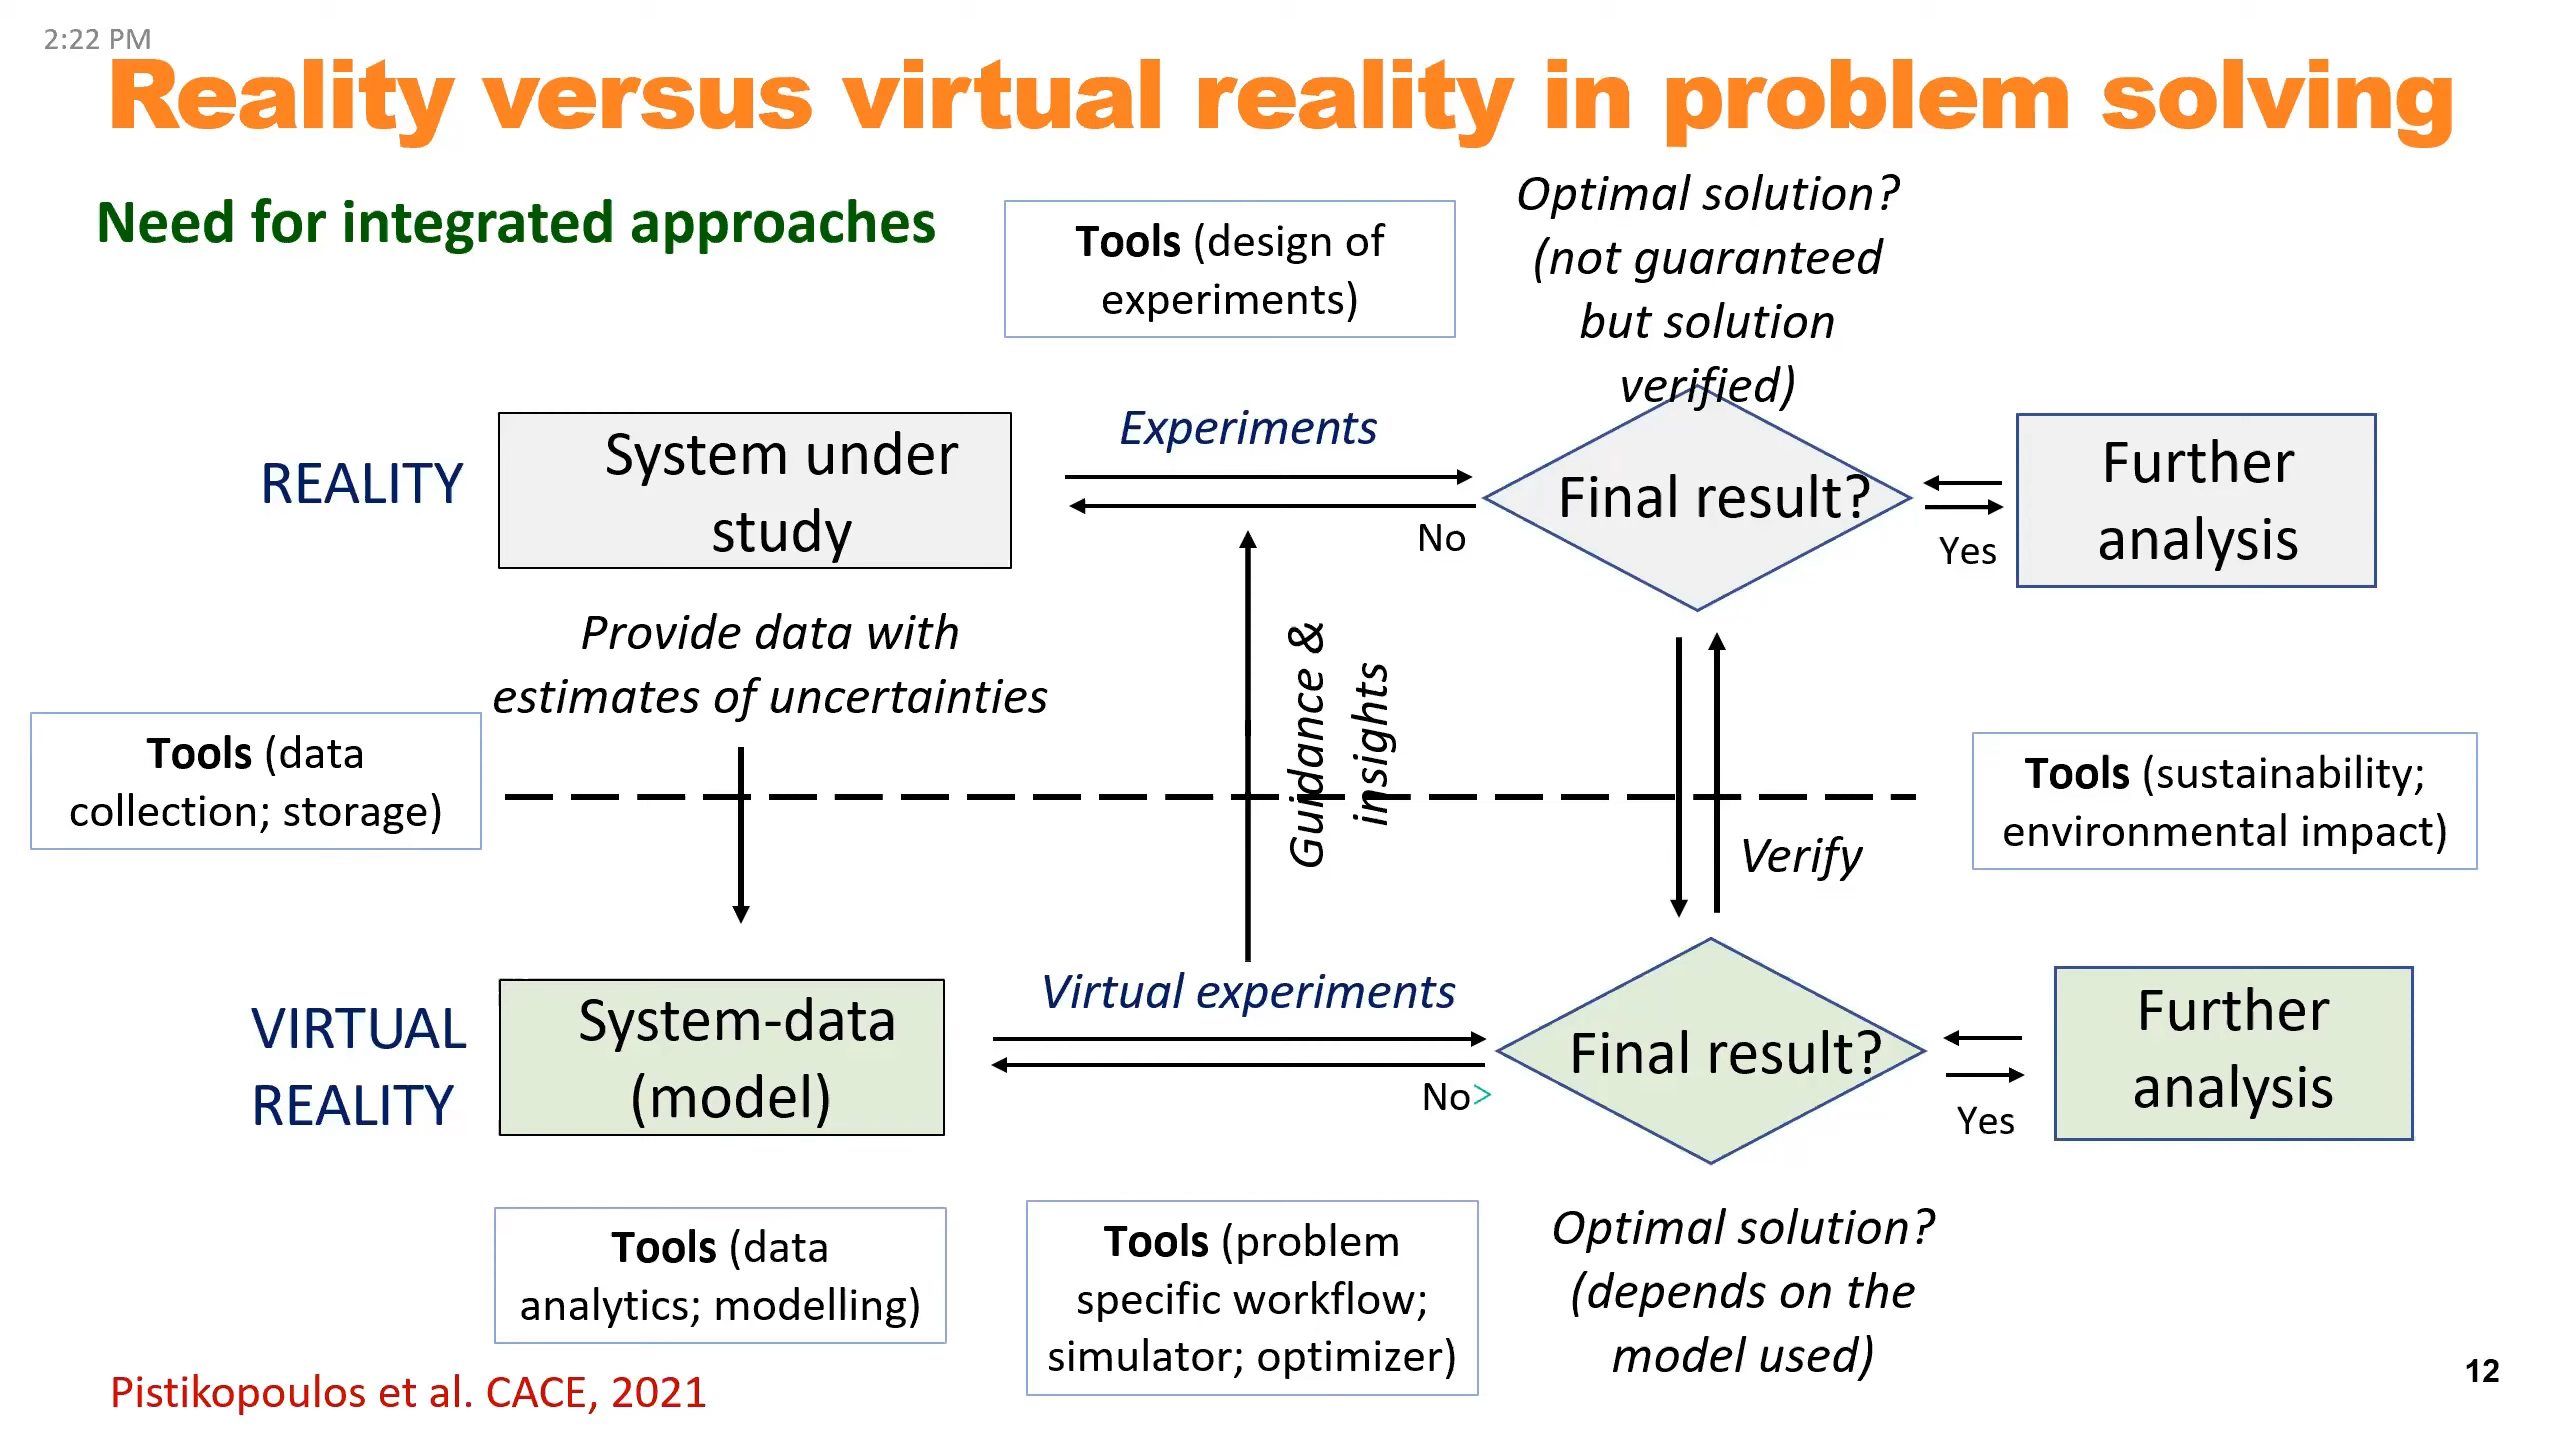 2:22 PM
Reality versus virtual reality in problem solving
Need for integrated approaches
Tools (design of
experiments)
Optimal solution?
(not guaranteed
but solution
verified)
REALITY
System under
study
Experiments
No
Final result?
Yes
Further
analysis
Provide data with
estimates of uncertainties
Guidance &
insights
Tools (data
collection; storage)
Verify
Tools (sustainability;
environmental impact)
VIRTUAL
REALITY
System-data
(model)
Virtual experiments
No>
Final result?
Yes
Further
analysis
Tools (data
analytics; modelling)
Tools (problem
specific workflow;
simulator; optimizer)
Optimal solution?
(depends on the
model used)
Pistikopoulos et al. CACE, 2021
12